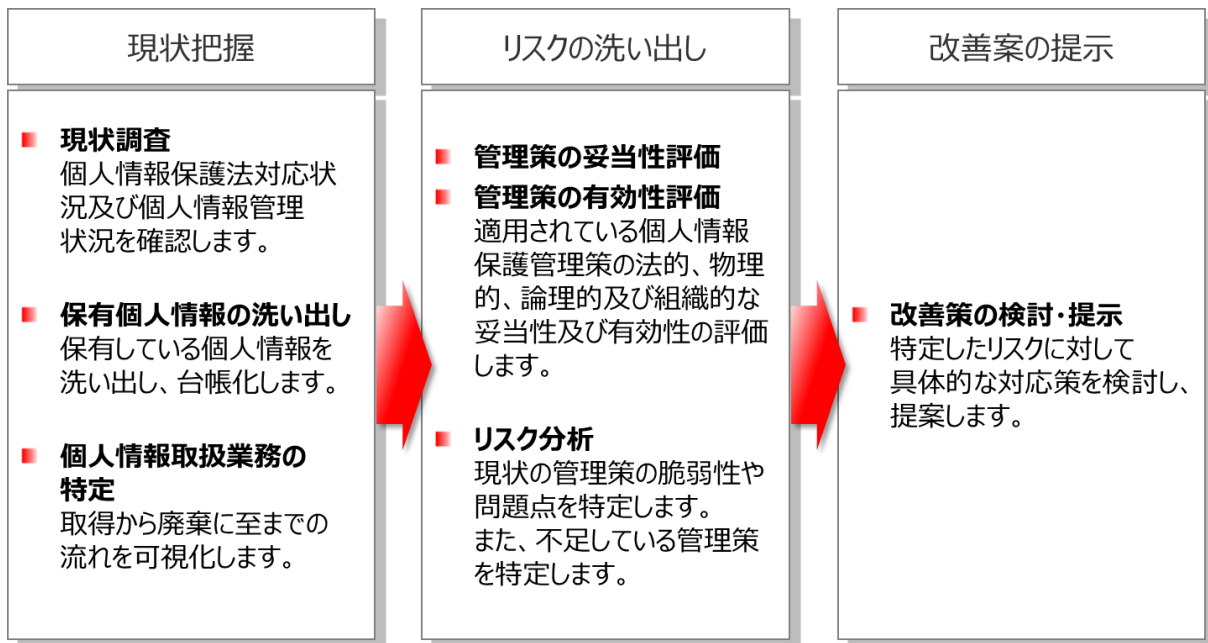 現状把握
現状調査
個人情報保護法対応状
況及び個人情報管理
状況を確認します。
保有個人情報の洗い出し
保有している個人情報を
洗い出し、台帳化します。
個人情報取扱業務の
特定
取得から廃棄に至までの
流れを可視化します。
リスクの洗い出し
管理策の妥当性評価
管理策の有効性評価
適用されている個人情報
保護管理策の法的、物理
的、論理的及び組織的な
妥当性及び有効性の評価
します。
リスク分析
現状の管理策の脆弱性や
問題点を特定します。
また、不足している管理策
を特定します。
改善案の提示
改善策の検討・提示
特定したリスクに対して
具体的な対応策を検討し、
提案します。